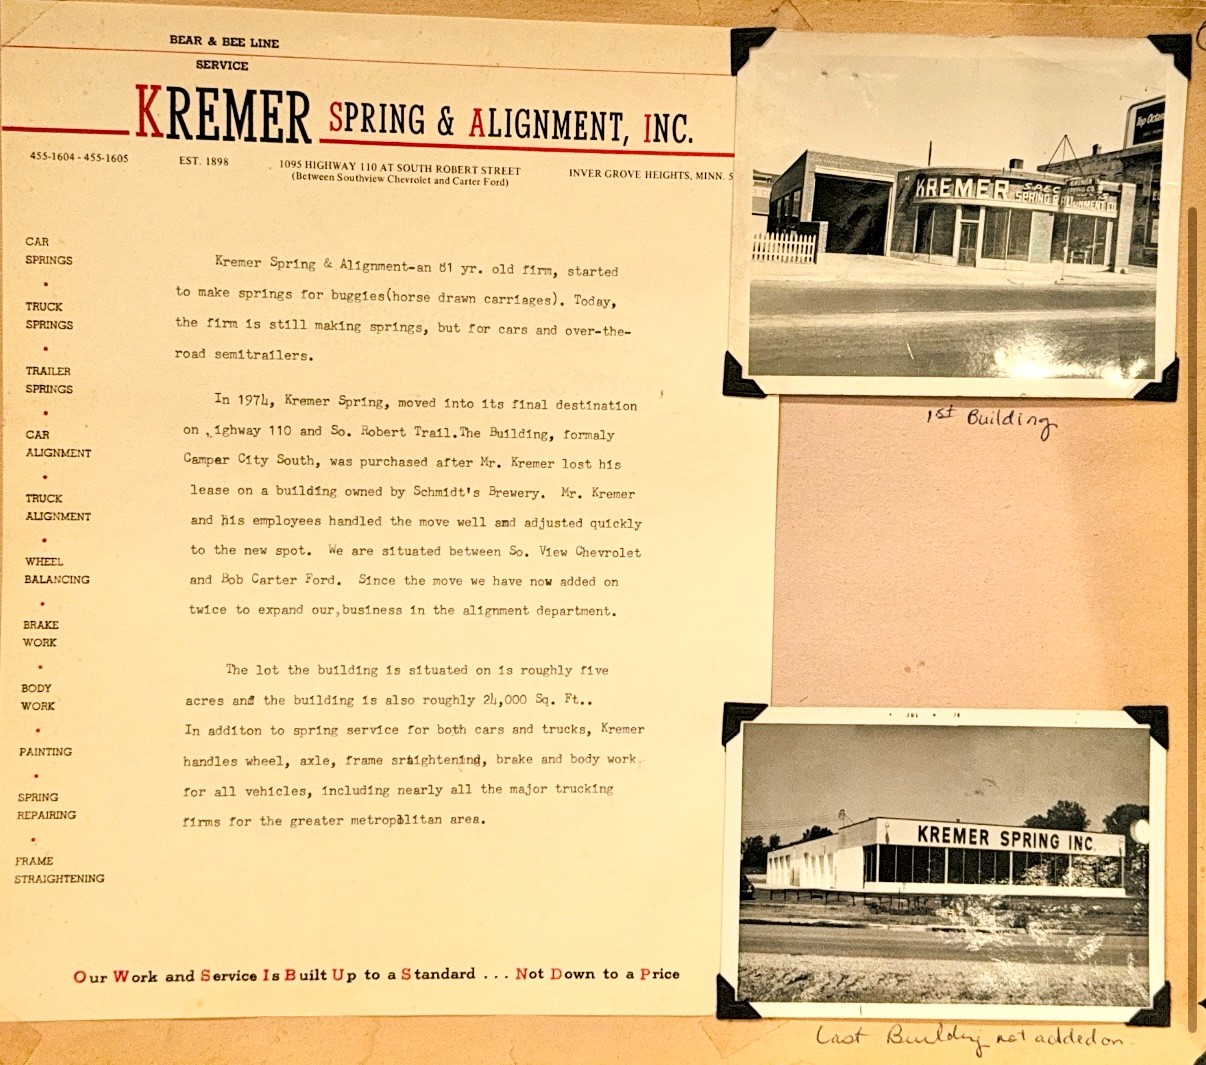 BEAR & BEE LINE
SERVICE
KREMER SPRING & ALIGNMENT, INC.
455-1604 - 455-1605
EST. 1898
1095 HIGHWAY 110 AT SOUTH ROBERT STREET
(Between Southview Chevrolet and Carter Ford)
INVER GROVE HEIGHTS, MINN. 5
CAR
SPRINGS
•
TRUCK
SPRINGS
•
TRAILER
SPRINGS
•
CAR
ALIGNMENT
•
TRUCK
ALIGNMENT
•
WHEEL
BALANCING
•
BRAKE
WORK
•
BODY
WORK
•
PAINTING
•
SPRING
REPAIRING
•
FRAME
STRAIGHTENING
Kremer Spring & Alignment-an 81 yr. old firm, started
to make springs for buggies(horse drawn carriages). Today,
the firm is still making springs, but for cars and over-the-
road semitrailers.
In 1974, Kremer Spring, moved into its final destination
on ,ighway 110 and So. Robert Trail.The Building, formaly
Camper City South, was purchased after Mr. Kremer lost his
lease on a building owned by Schmidt's Brewery. Mr. Kremer
and his employees handled the move well and adjusted quickly
to the new spot. We are situated between So. View Chevrolet
and Bob Carter Ford. Since the move we have now added on
twice to expand our,business in the alignment department.
The lot the building is situated on is roughly five
acres and the building is also roughly 24,000 Sq. Ft..
In additon to spring service for both cars and trucks, Kremer
handles wheel, axle, frame sraightening, brake and body work
for all vehicles, including nearly all the major trucking
firms for the greater metropolitan area.
Our Work and Service Is Built Up to a Standard . . . Not Down to a Price
Top Octane
KREMER SPEC
SPRING & ALIGNMENT CO.
1st Building
• JUL • 74
KREMER SPRING INC.
Last Building not added on.